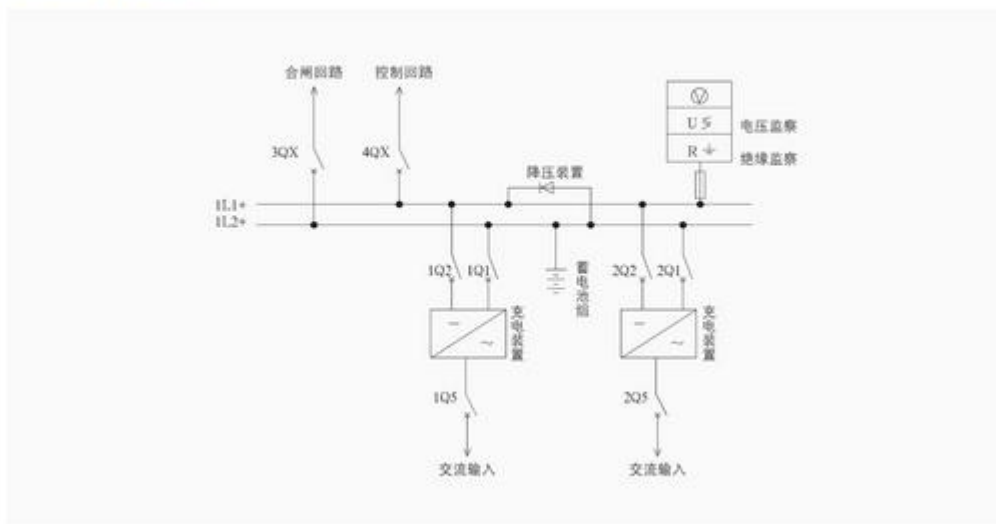 合闸回路
控制回路
U
电压监察
3QX
4QX
R
绝缘监察
降压装置
1L1+
1L2+
1Q2
1Q1
蓄电池组
2Q2
2Q1
充电装置
充电装置
1Q5
2Q5
交流输入
交流输入